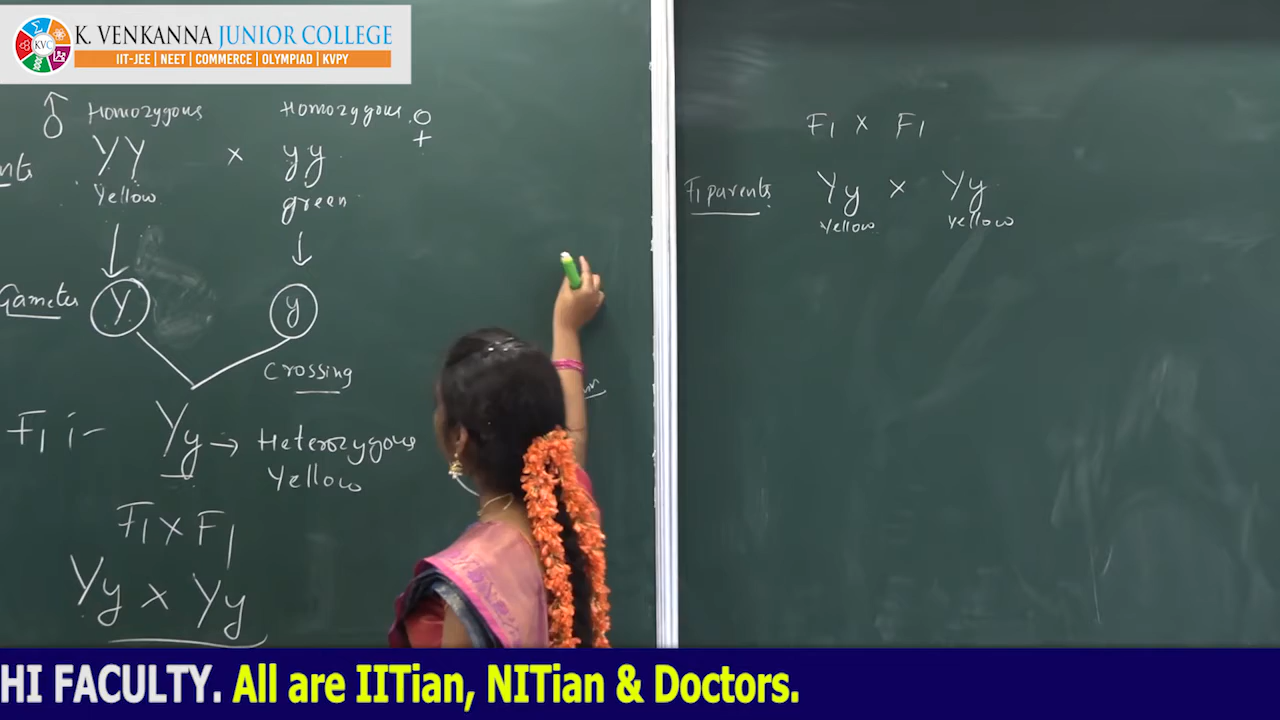 K. VENKANNA JUNIOR COLLEGE
KVC
IIT-JEE | NEET | COMMERCE | OLYMPIAD | KVPY
Homozygous Homozygous
YY × yy
Yellow green
Gametes Y y
Crossing
F1 :- Yy → Heterozygous
Yellow
F1 × F1
Yy × Yy
F1 × F1
F1 parents Yy × Yy
Yellow Yellow
HI FACULTY. All are IITian, NITian & Doctors.